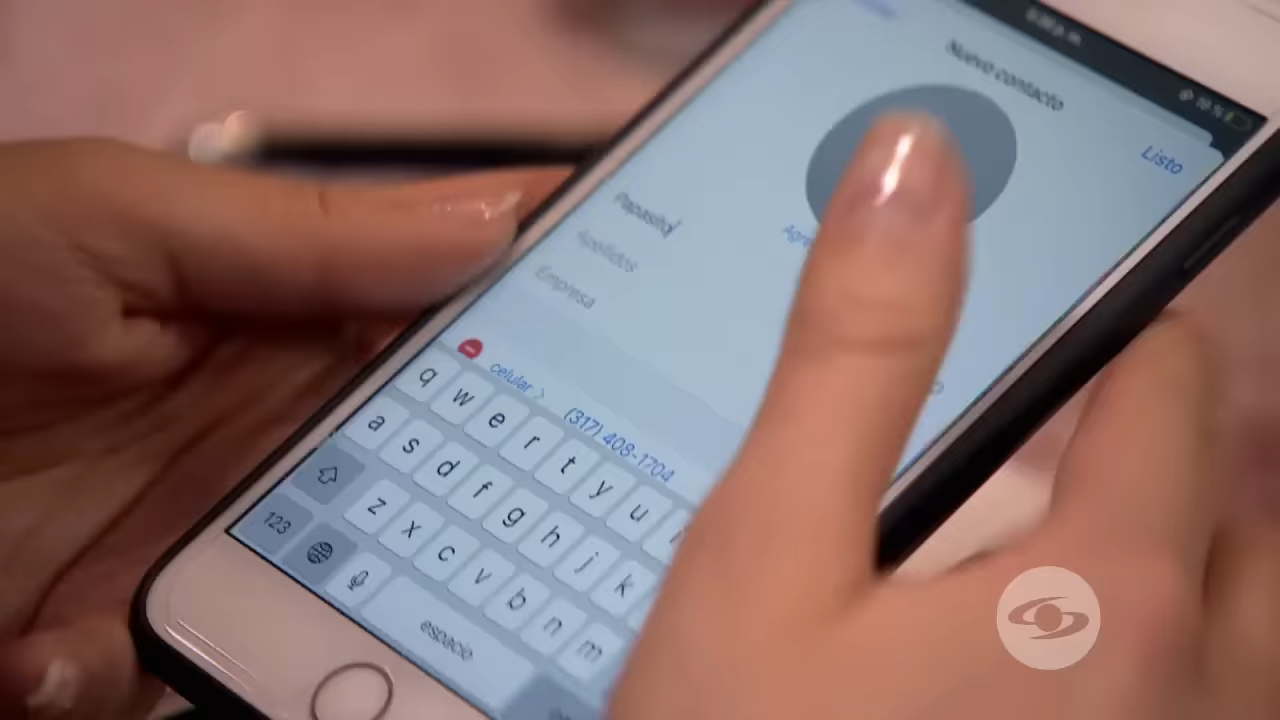 Nuevo contacto
Listo
Papasito
Apellidos
Empresa
celular
(317) 408-1704
q w e r t y u
a s d f g h j k
z x c v b n m
123
espacio